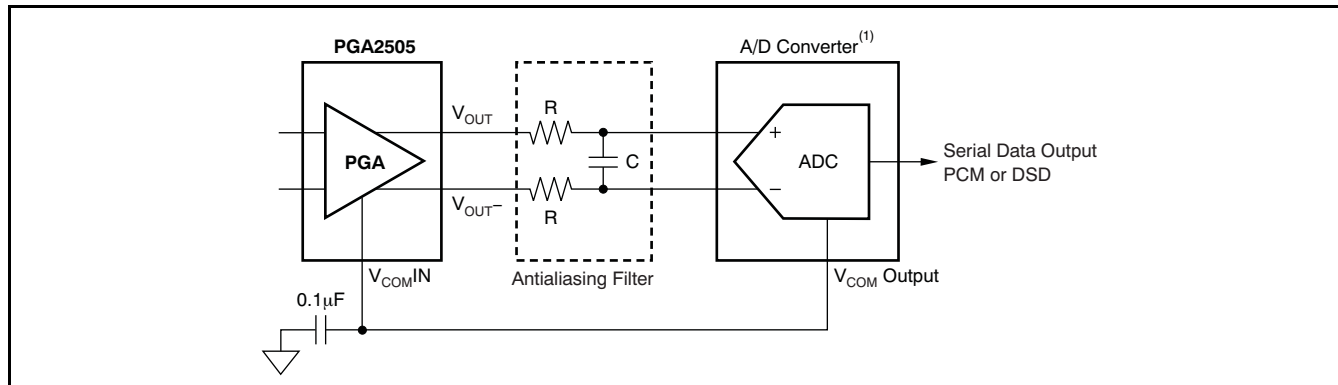 PGA2505
A/D Converter(1)
VOUT
R
PGA
C
+
−
ADC
Serial Data Output
PCM or DSD
R
VOUT−
VCOMIN
Antialiasing Filter
VCOM Output
0.1μF